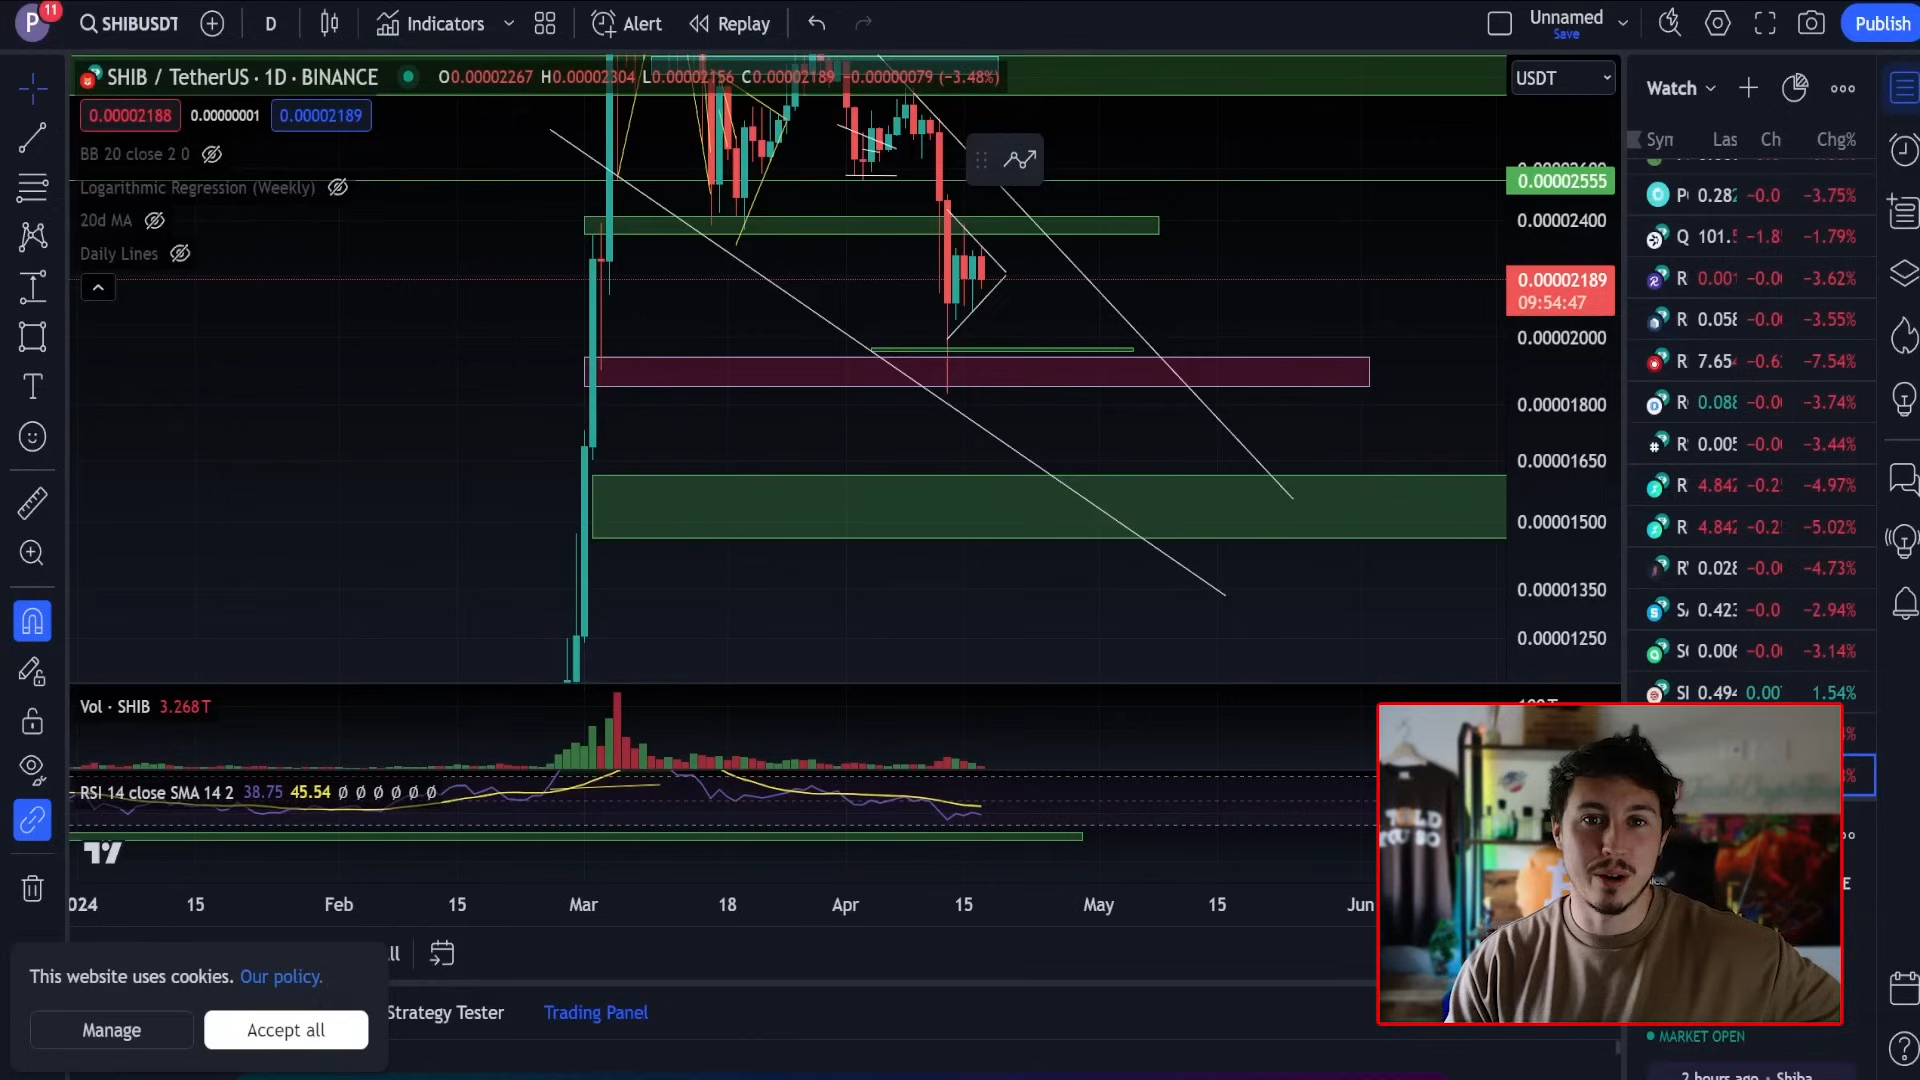 P
11
SHIBUSDT
D
Indicators
Alert
Replay
Unnamed
Save
Publish
SHIB / TetherUS · 1D · BINANCE
O0.00002267 H0.00002304 L0.00002156 C0.00002189 −0.00000079 (−3.48%)
USDT
0.00002188
0.00000001
0.00002189
BB 20 close 2 0
Logarithmic Regression (Weekly)
20d MA
Daily Lines
0.00002555
0.00002400
0.00002189
09:54:47
0.00002000
0.00001800
0.00001650
0.00001500
0.00001350
0.00001250
Watch
Syn
Las
Ch
Chg%
0.282 −0.0 −3.75%
Q 101.5 −1.8 −1.79%
R 0.001 −0.0 −3.62%
R 0.058 −0.0 −3.55%
R 7.654 −0.6 −7.54%
R 0.088 −0.0 −3.74%
R 0.005 −0.0 −3.44%
R 4.842 −0.2 −4.97%
R 4.842 −0.2 −5.02%
0.028 −0.0 −4.73%
0.423 −0.0 −2.94%
0.006 −0.0 −3.14%
0.494 0.00 1.54%
Vol · SHIB 3.268 T
RSI 14 close SMA 14 2 38.75 45.54 Ø Ø Ø Ø Ø Ø
024
15
Feb
15
Mar
18
Apr
15
May
15
Jun
This website uses cookies. Our policy.
Manage
Accept all
Strategy Tester
Trading Panel
TOLD
YOU SO
MARKET OPEN
2 hours ago · Shiba